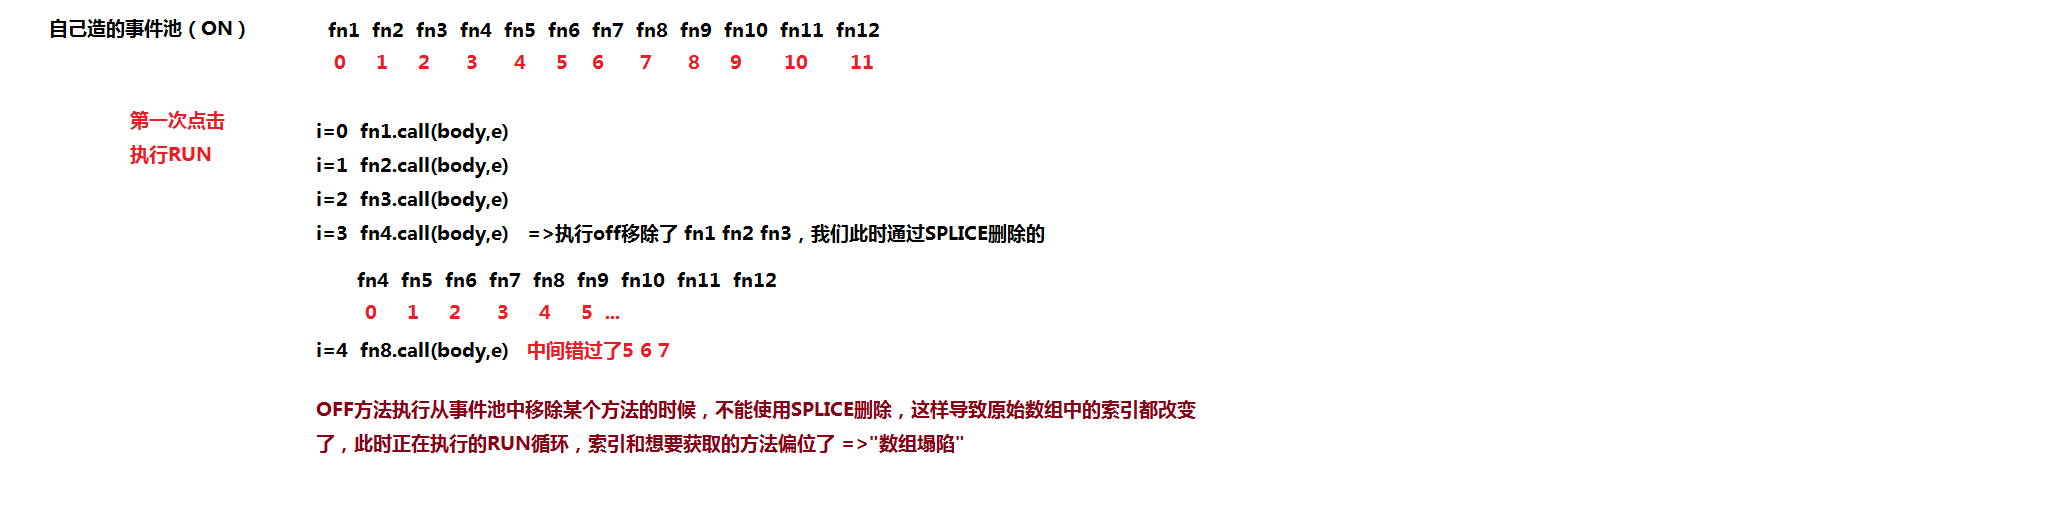 自己造的事件池（ON） fn1 fn2 fn3 fn4 fn5 fn6 fn7 fn8 fn9 fn10 fn11 fn12
0 1 2 3 4 5 6 7 8 9 10 11
第一次点击
执行RUN
i=0 fn1.call(body,e)
i=1 fn2.call(body,e)
i=2 fn3.call(body,e)
i=3 fn4.call(body,e) =>执行off移除了 fn1 fn2 fn3，我们此时通过SPLICE删除的
fn4 fn5 fn6 fn7 fn8 fn9 fn10 fn11 fn12
0 1 2 3 4 5 ...
i=4 fn8.call(body,e) 中间错过了5 6 7
OFF方法执行从事件池中移除某个方法的时候，不能使用SPLICE删除，这样导致原始数组中的索引都改变
了，此时正在执行的RUN循环，索引和想要获取的方法偏位了 =>"数组塌陷"